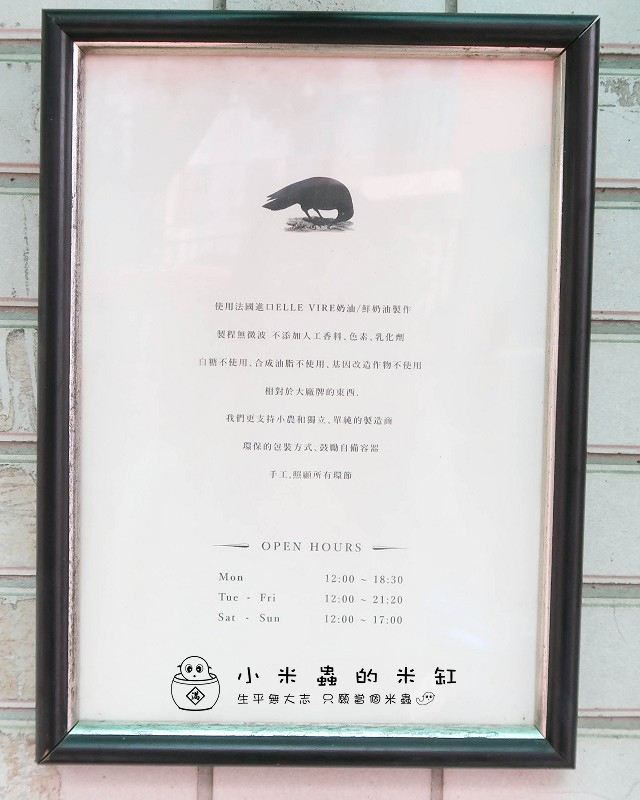 使用法國進口ELLE VIRE奶油/鮮奶油製作
製程無微波 不添加人工香料、色素、乳化劑
白糖不使用、合成油脂不使用、基因改造作物不使用
相對於大廠牌的東西,
我們更支持小農和獨立、單純的製造商
環保的包裝方式、鼓勵自備容器
手工,照顧所有環節
OPEN HOURS
Mon 12:00 ~ 18:30
Tue - Fri 12:00 ~ 21:20
Sat - Sun 12:00 ~ 17:00
滿
小米蟲的米缸
生平無大志 只願當個米蟲